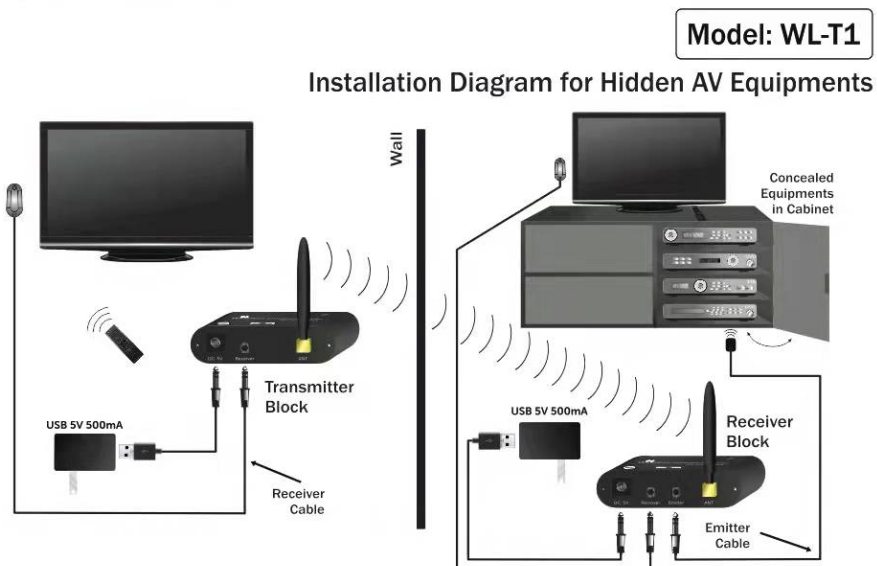 Model: WL-T1
Installation Diagram for Hidden AV Equipments
Wall
Concealed
Equipments
in Cabinet
DC 5V
Receiver
ANT
Transmitter
Block
USB 5V 500mA
Receiver
Cable
USB 5V 500mA
Receiver
Block
DC 5V
Receiver
Emitter
ANT
Emitter
Cable